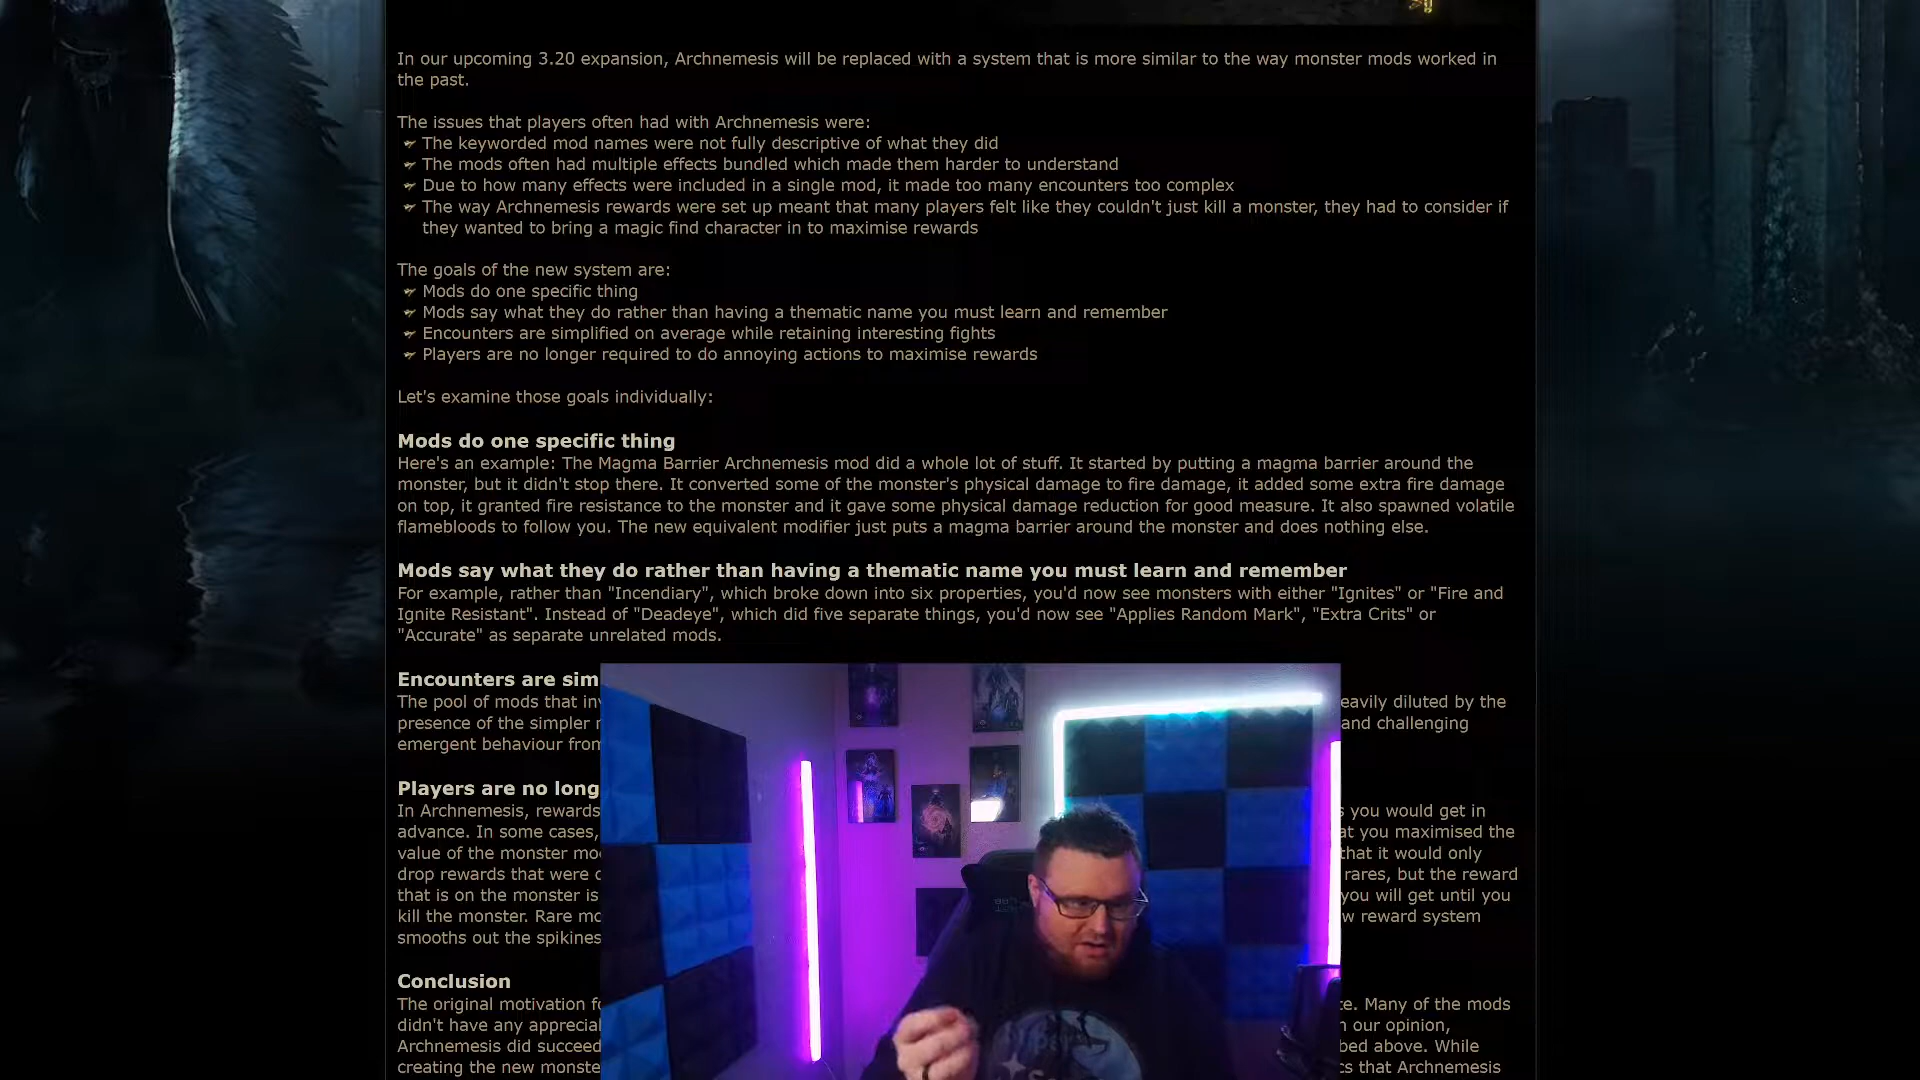 In our upcoming 3.20 expansion, Archnemesis will be replaced with a system that is more similar to the way monster mods worked in
the past.
The issues that players often had with Archnemesis were:
The keyworded mod names were not fully descriptive of what they did
The mods often had multiple effects bundled which made them harder to understand
Due to how many effects were included in a single mod, it made too many encounters too complex
The way Archnemesis rewards were set up meant that many players felt like they couldn't just kill a monster, they had to consider if
they wanted to bring a magic find character in to maximise rewards
The goals of the new system are:
Mods do one specific thing
Mods say what they do rather than having a thematic name you must learn and remember
Encounters are simplified on average while retaining interesting fights
Players are no longer required to do annoying actions to maximise rewards
Let's examine those goals individually:
Mods do one specific thing
Here's an example: The Magma Barrier Archnemesis mod did a whole lot of stuff. It started by putting a magma barrier around the
monster, but it didn't stop there. It converted some of the monster's physical damage to fire damage, it added some extra fire damage
on top, it granted fire resistance to the monster and it gave some physical damage reduction for good measure. It also spawned volatile
flamebloods to follow you. The new equivalent modifier just puts a magma barrier around the monster and does nothing else.
Mods say what they do rather than having a thematic name you must learn and remember
For example, rather than "Incendiary", which broke down into six properties, you'd now see monsters with either "Ignites" or "Fire and
Ignite Resistant". Instead of "Deadeye", which did five separate things, you'd now see "Applies Random Mark", "Extra Crits" or
"Accurate" as separate unrelated mods.
Encounters are sim
The pool of mods that in eavily diluted by the
presence of the simpler and challenging
emergent behaviour from
Players are no long
In Archnemesis, rewards you would get in
advance. In some cases, at you maximised the
value of the monster mo that it would only
drop rewards that were rares, but the reward
that is on the monster is you will get until you
kill the monster. Rare mo w reward system
smooths out the spikines
Conclusion
The original motivation fo te. Many of the mods
didn't have any apprecial n our opinion,
Archnemesis did succeed bed above. While
creating the new monste cs that Archnemesis